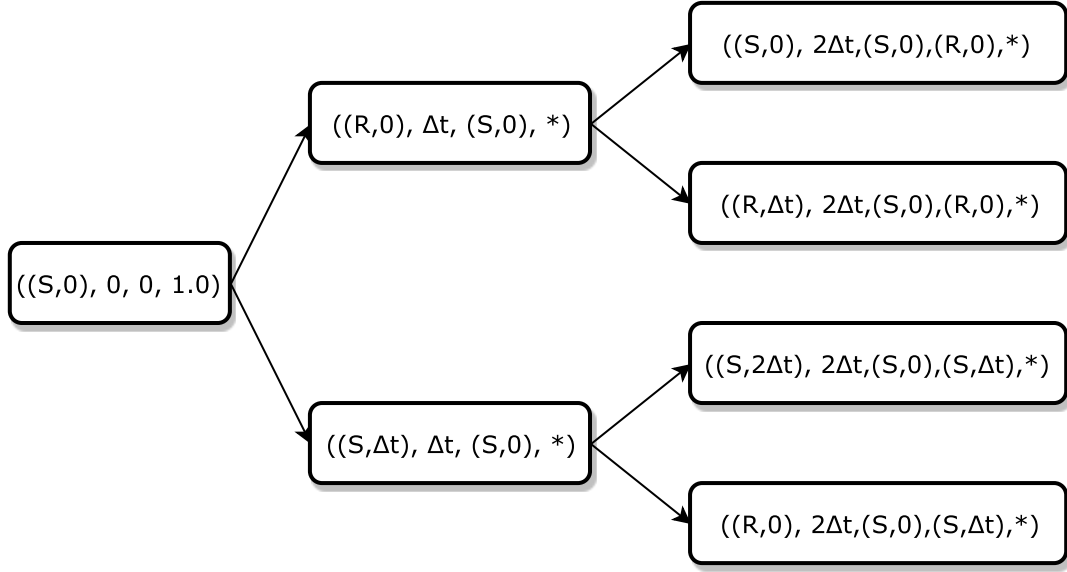 ((S,0), 2Δt,(S,0),(R,0),*)
((R,0), Δt, (S,0), *)
((R,Δt), 2Δt,(S,0),(R,0),*)
((S,0), 0, 0, 1.0)
((S,2Δt), 2Δt,(S,0),(S,Δt),*)
((S,Δt), Δt, (S,0), *)
((R,0), 2Δt,(S,0),(S,Δt),*)